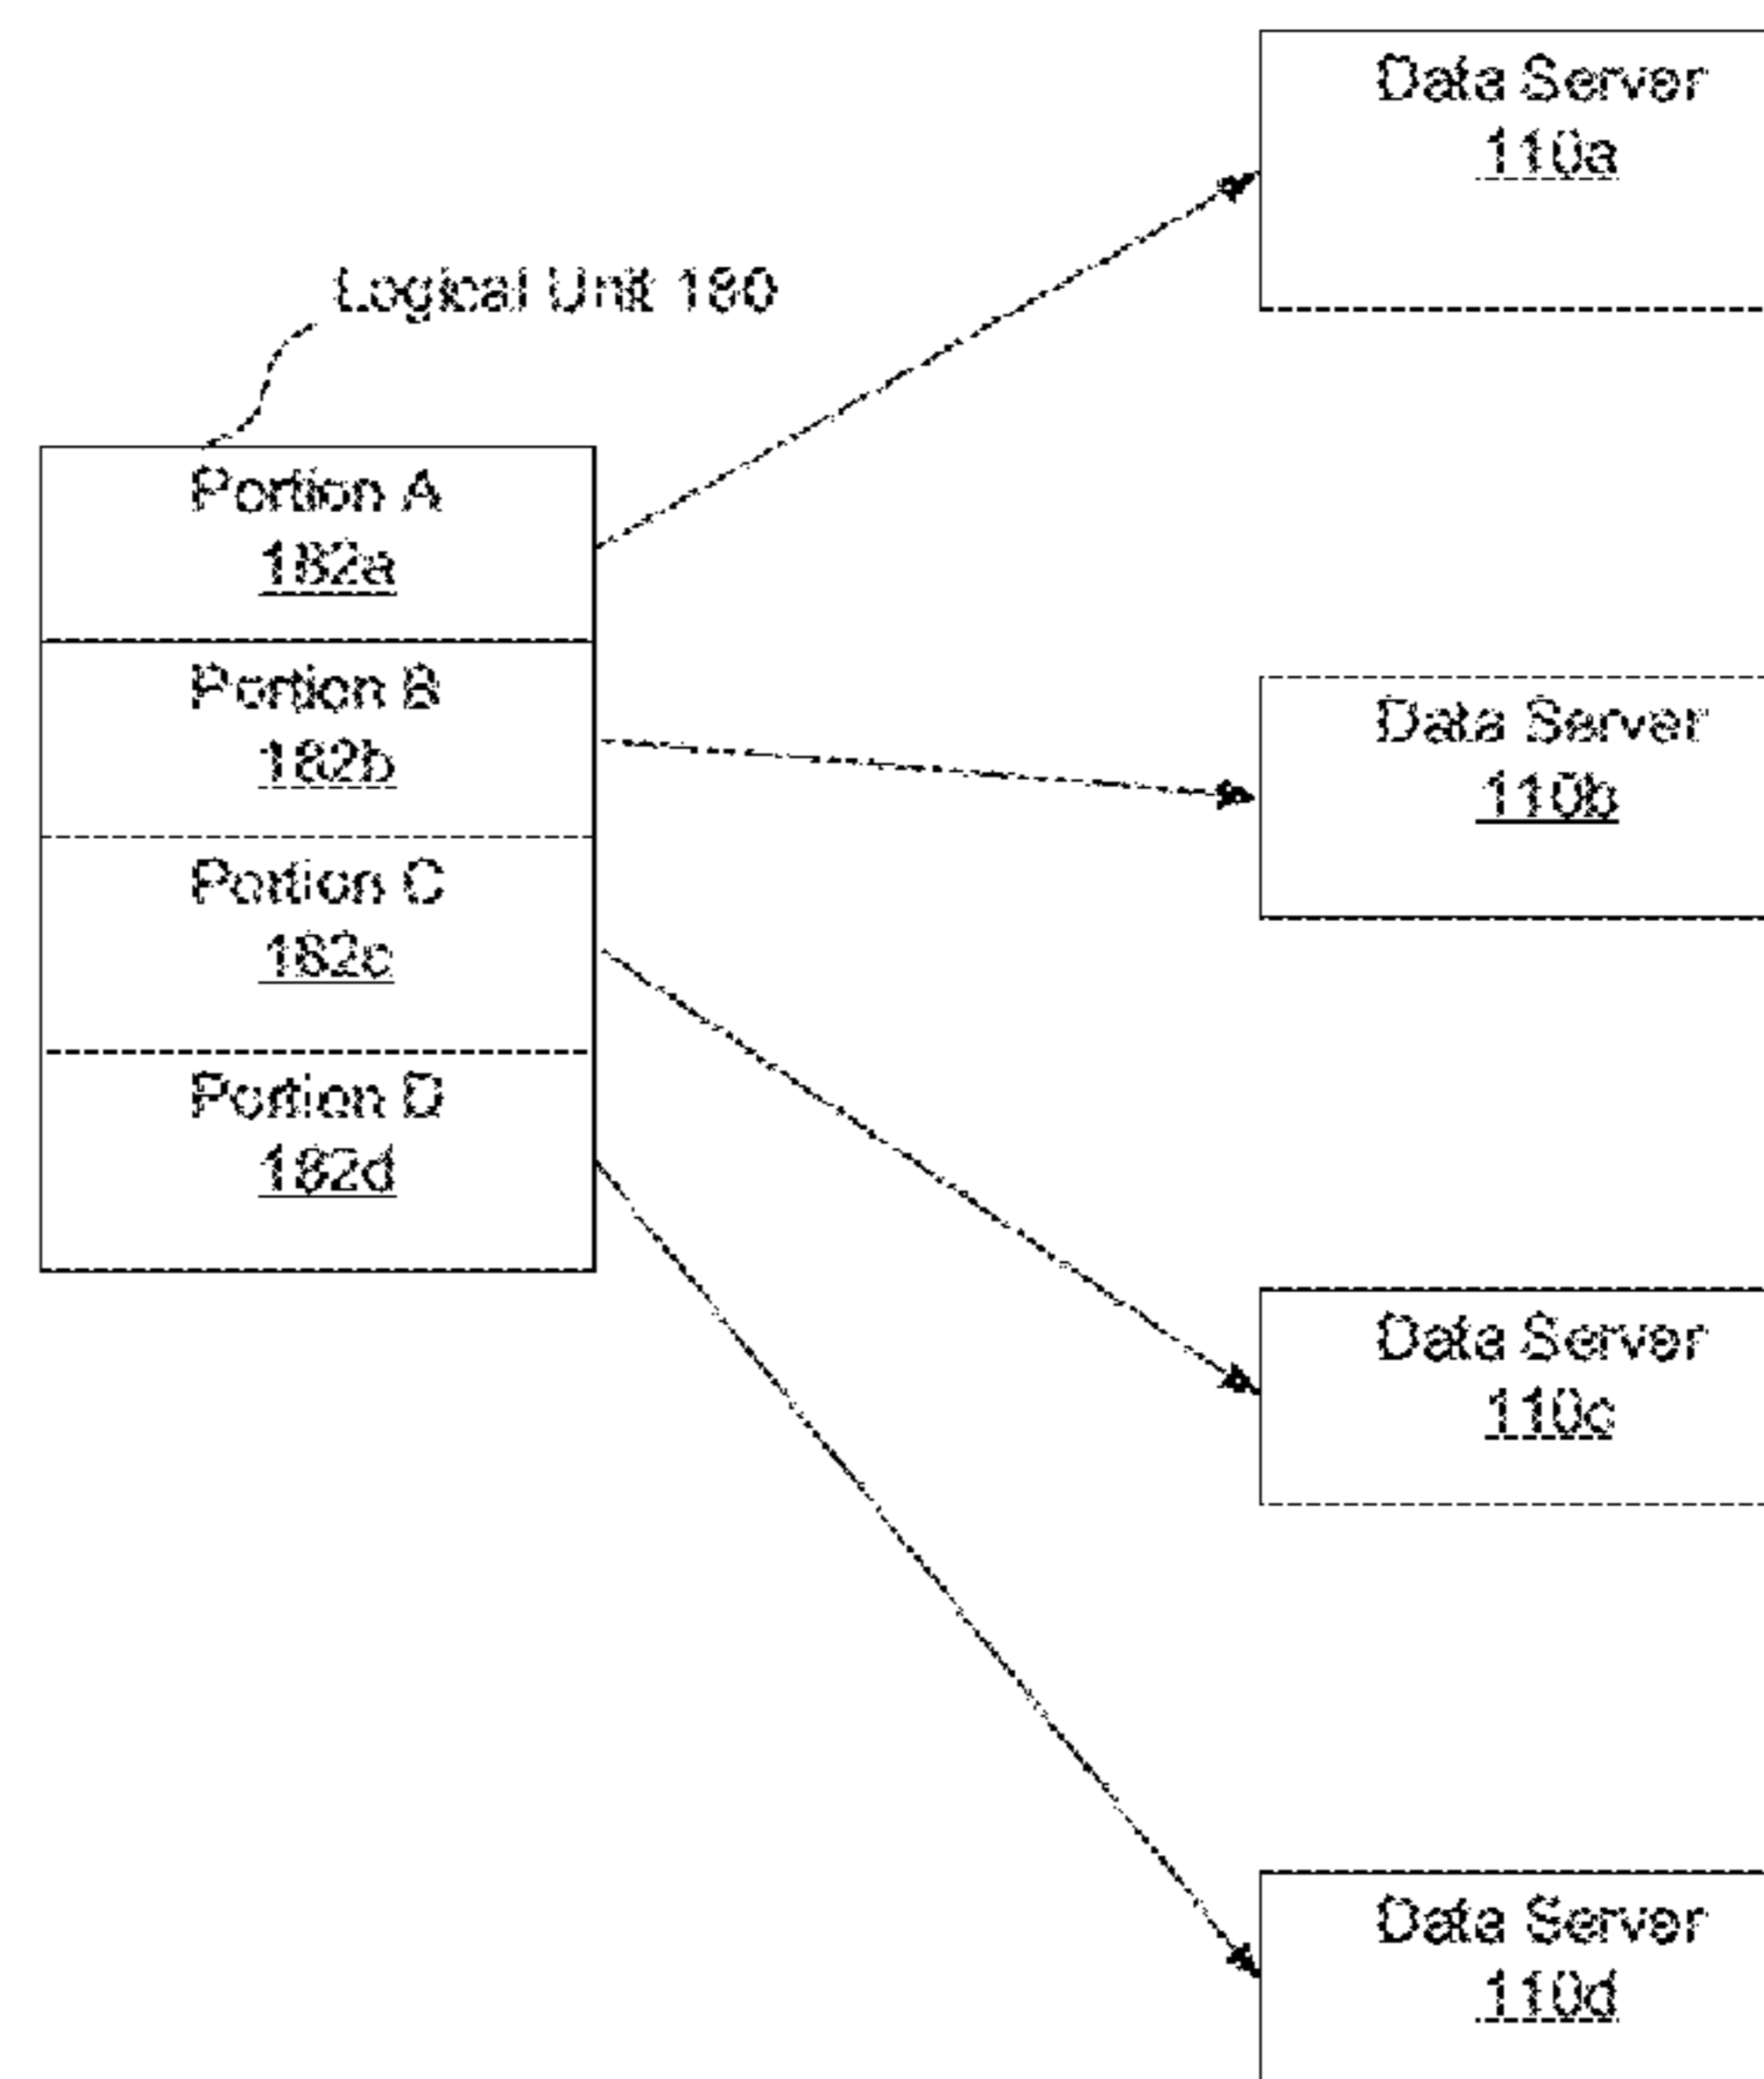 Data Server
110a
Logical Unit 180
Portion A
182a
Portion B
182b
Data Server
110b
Portion C
182c
Portion D
182d
Data Server
110c
Data Server
110d